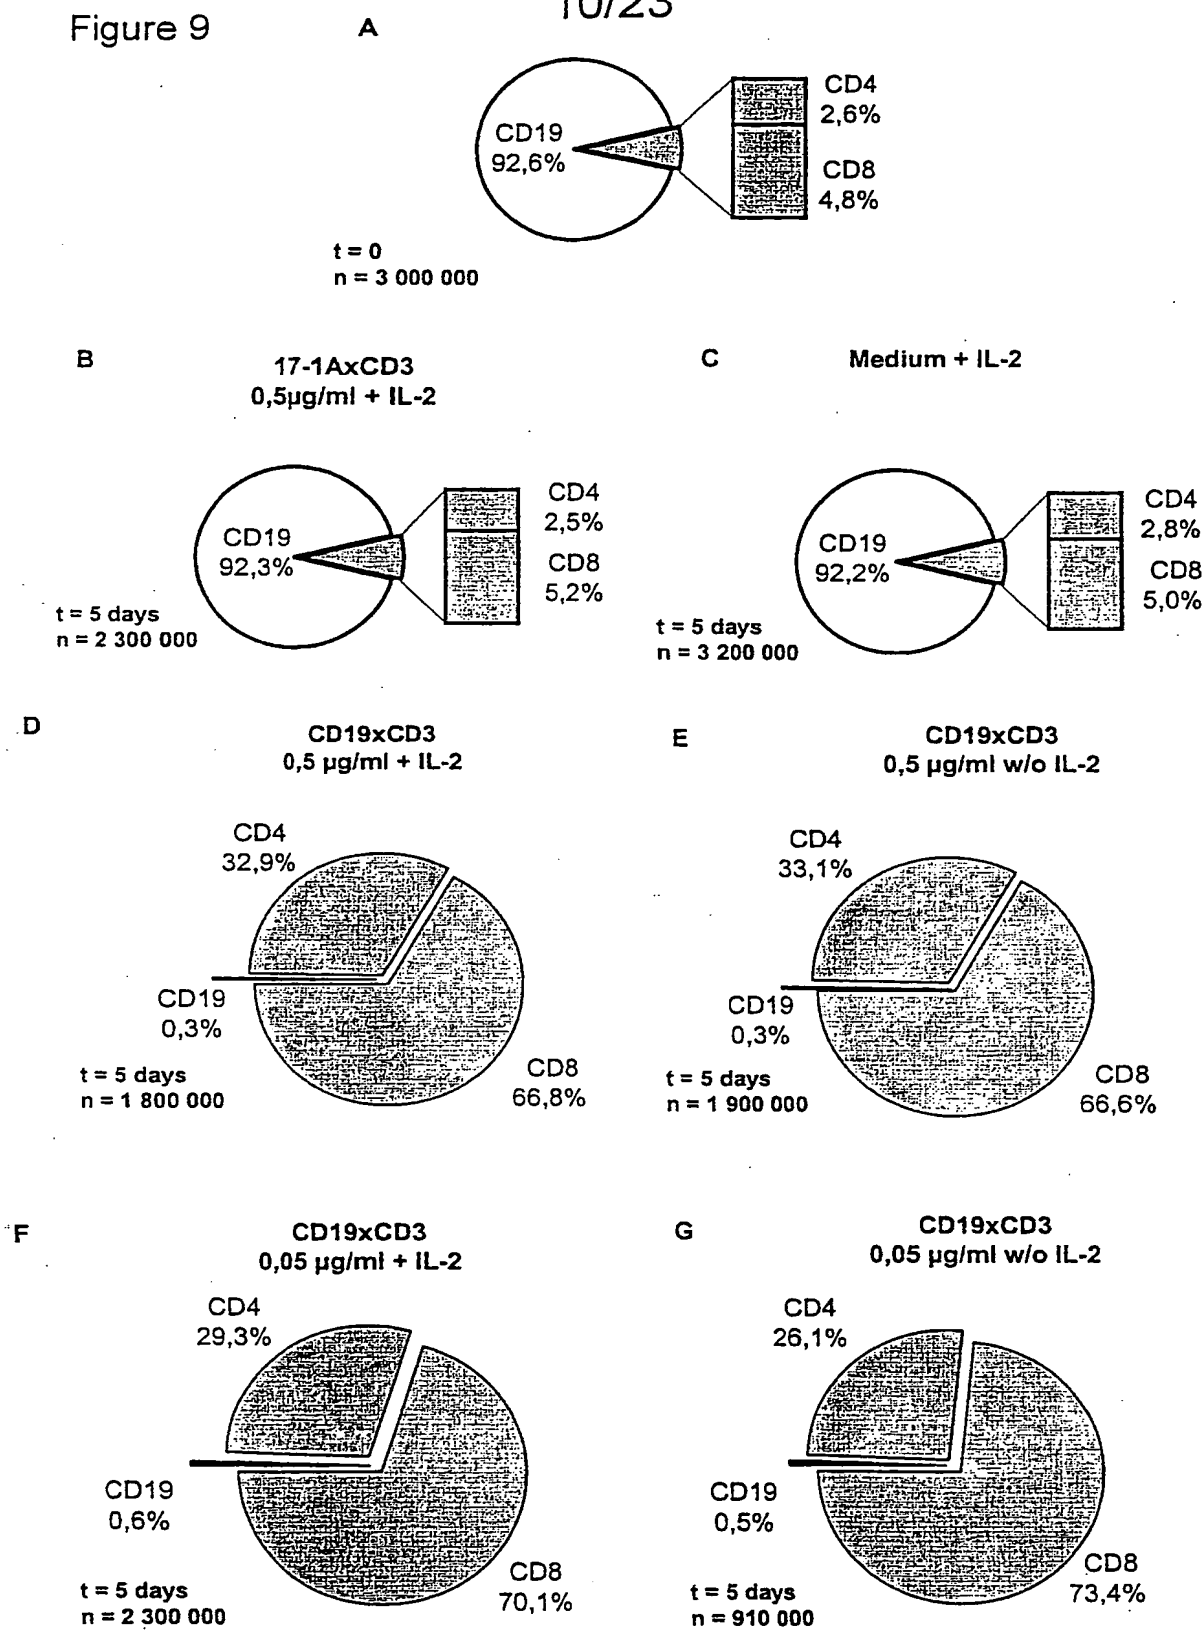 10/23
Figure 9
A
CD19
92,6%
CD4
2,6%
CD8
4,8%
t = 0
n = 3 000 000
B
17-1AxCD3
0,5µg/ml + IL-2
CD19
92,3%
CD4
2,5%
CD8
5,2%
t = 5 days
n = 2 300 000
C
Medium + IL-2
CD19
92,2%
CD4
2,8%
CD8
5,0%
t = 5 days
n = 3 200 000
D
CD19xCD3
0,5 µg/ml + IL-2
CD4
32,9%
CD19
0,3%
CD8
66,8%
t = 5 days
n = 1 800 000
E
CD19xCD3
0,5 µg/ml w/o IL-2
CD4
33,1%
CD19
0,3%
CD8
66,6%
t = 5 days
n = 1 900 000
F
CD19xCD3
0,05 µg/ml + IL-2
CD4
29,3%
CD19
0,6%
CD8
70,1%
t = 5 days
n = 2 300 000
G
CD19xCD3
0,05 µg/ml w/o IL-2
CD4
26,1%
CD19
0,5%
CD8
73,4%
t = 5 days
n = 910 000